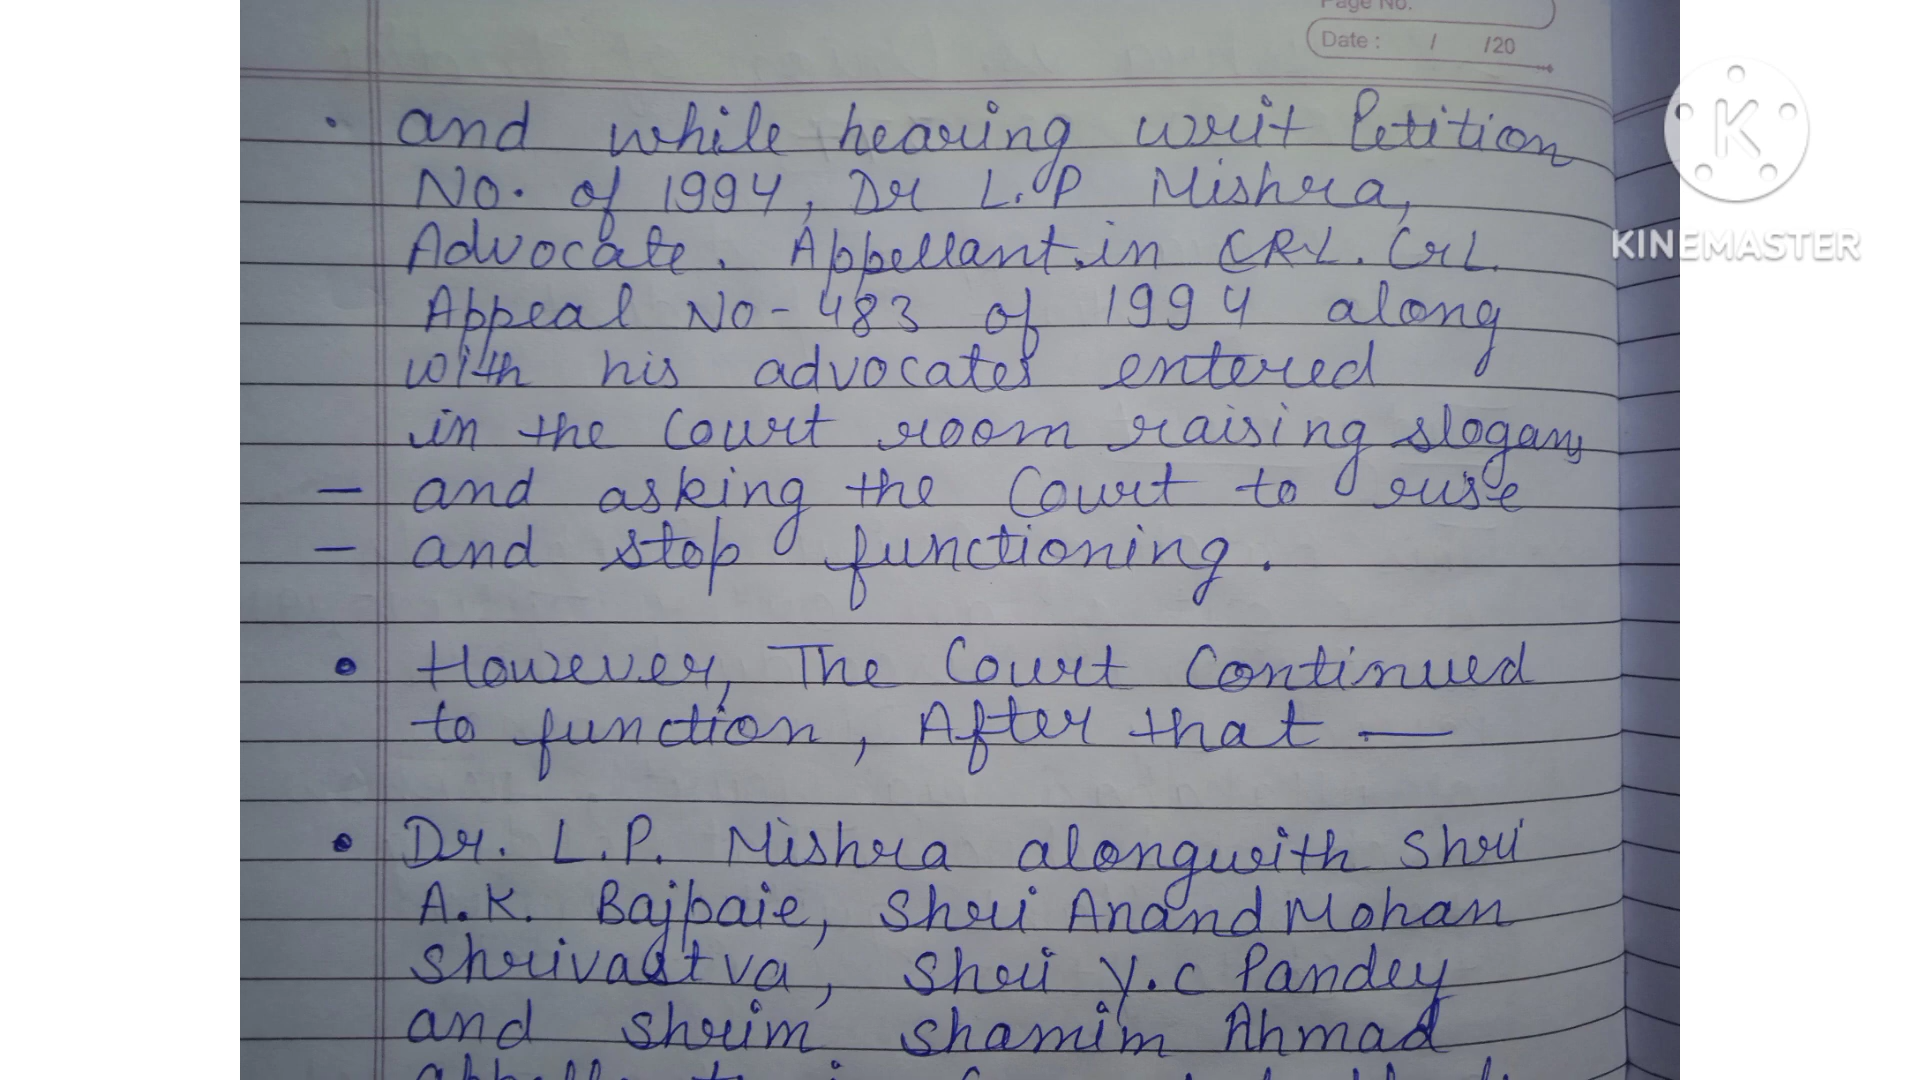 Page No.
Date : / /20
· and while hearing writ Petition
No. of 1994, Dr L.P Mishra,
Advocate. Appellant in CRL. CrL.
Appeal No - 483 of 1994 along
with his advocates entered
in the Court room raising slogans
— and asking the Court to rise
— and stop functioning.
• However, The Court Continued
to function, After that —
• Dr. L.P. Mishra alongwith Shri
A.K. Bajpaie, Shri Anand Mohan
Shrivastva, Shri Y.C Pandey
and Shrim Shamim Ahmad
K
KINEMASTER